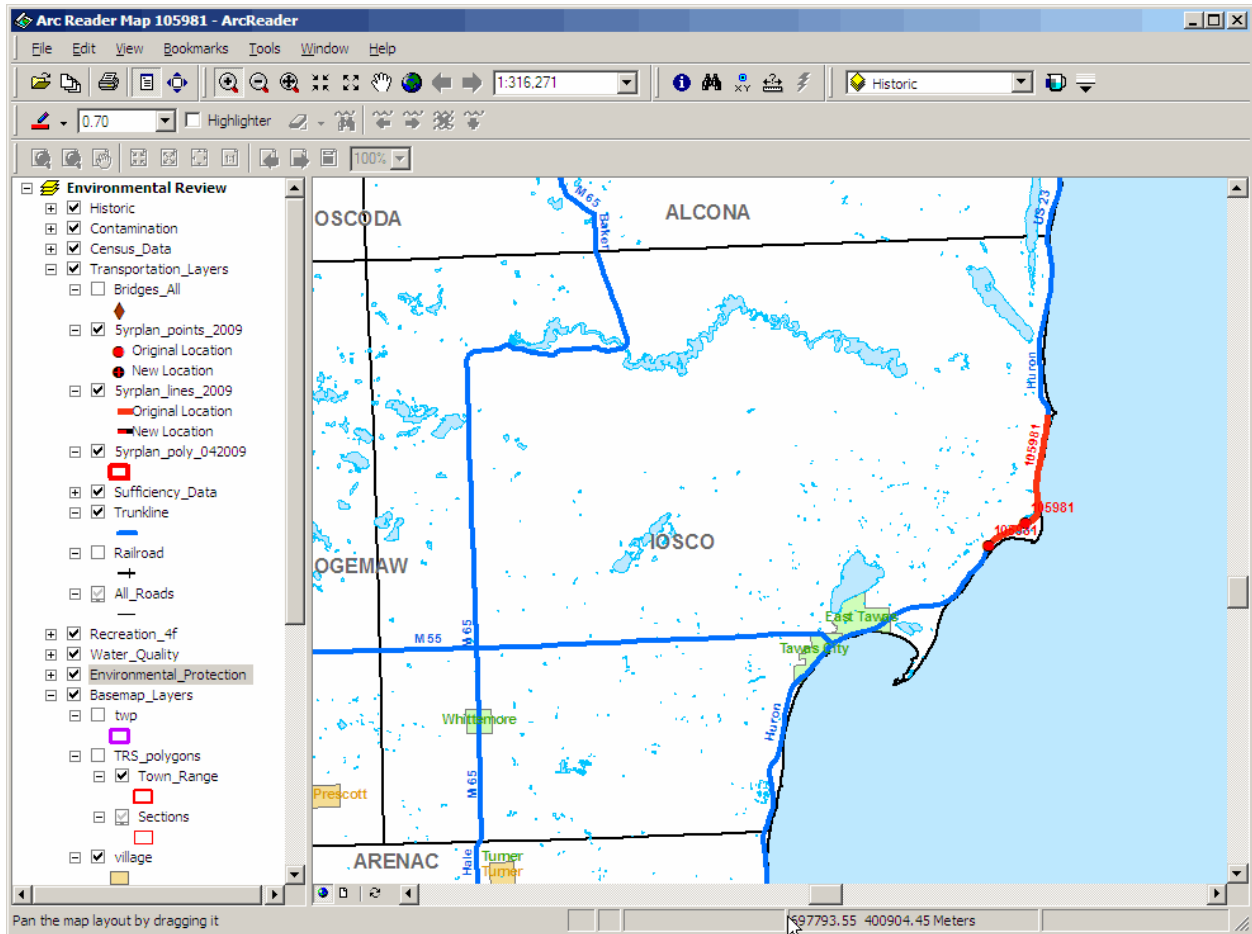 Arc Reader Map 105981 - ArcReader
File Edit View Bookmarks Tools Window Help
1:316,271
XY
Historic
0.70
Highlighter
1:1
100%
Environmental Review
Historic
Contamination
Census_Data
Transportation_Layers
Bridges_All
5yrplan_points_2009
Original Location
New Location
5yrplan_lines_2009
Original Location
New Location
5yrplan_poly_042009
Sufficiency_Data
Trunkline
Railroad
All_Roads
Recreation_4f
Water_Quality
Environmental_Protection
Basemap_Layers
twp
TRS_polygons
Town_Range
Sections
village
OSCODA
M 65
Baker
ALCONA
US 23
Huron
105981
105981
105981
IOSCO
OGEMAW
East Tawas
Tawas City
M 55
M 65
Whittemore
Huron
M 65
Prescott
ARENAC
Hale
Turner
Turner
Pan the map layout by dragging it
697793.55 400904.45 Meters